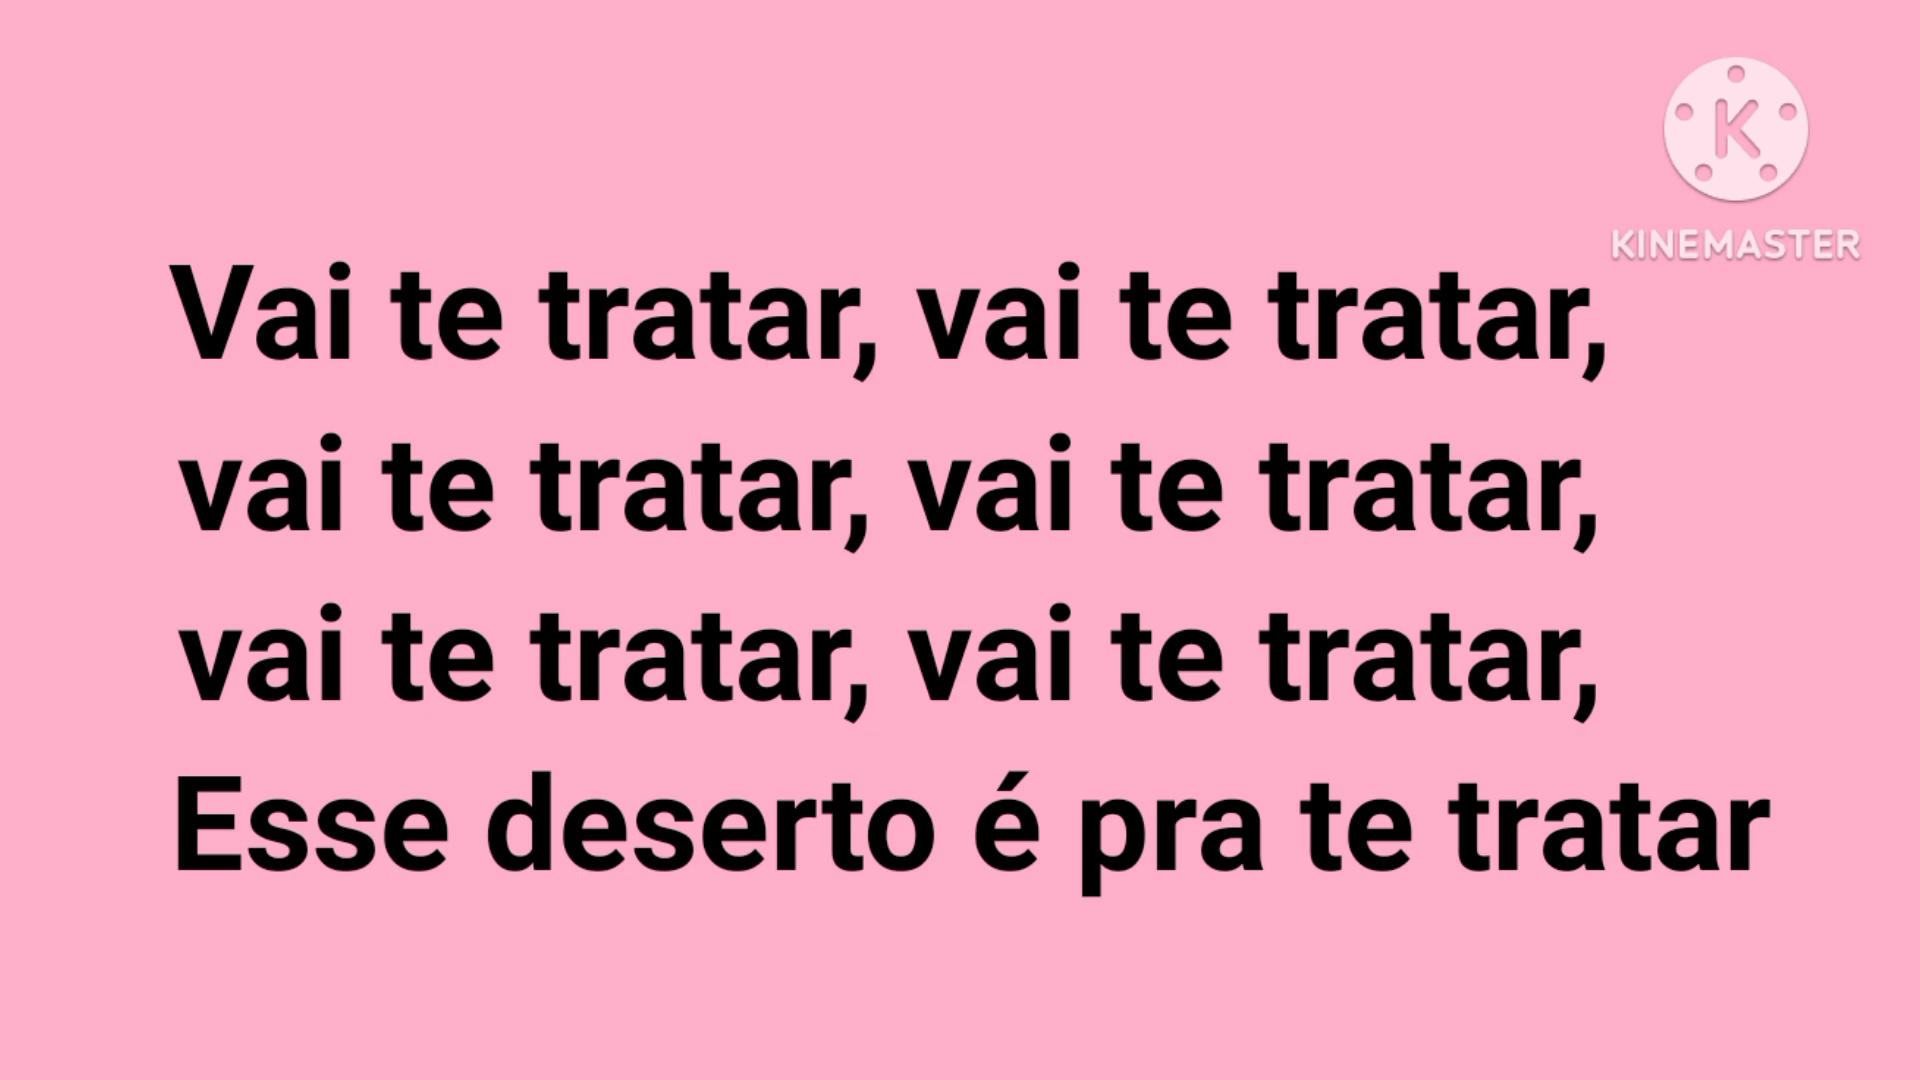 KINEMASTER
Vai te tratar, vai te tratar,
vai te tratar, vai te tratar,
vai te tratar, vai te tratar,
Esse deserto é pra te tratar